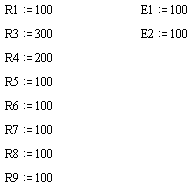 R1 := 100 E1 := 100
R3 := 300 E2 := 100
R4 := 200
R5 := 100
R6 := 100
R7 := 100
R8 := 100
R9 := 100